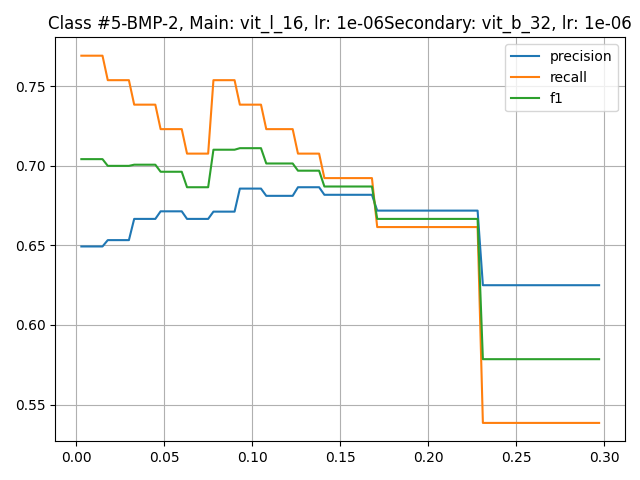 Class #5-BMP-2, Main: vit_l_16, lr: 1e-06Secondary: vit_b_32, lr: 1e-06
precision
recall
f1
0.75
0.70
0.65
0.60
0.55
0.00 0.05 0.10 0.15 0.20 0.25 0.30